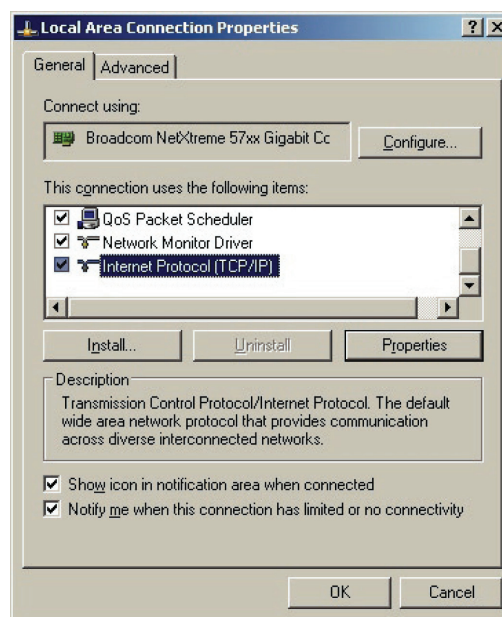 Local Area Connection Properties
General
Advanced
Connect using:
Broadcom NetXtreme 57xx Gigabit Cc
Configure...
This connection uses the following items:
QoS Packet Scheduler
Network Monitor Driver
Internet Protocol (TCP/IP)
Install...
Uninstall
Properties
Description
Transmission Control Protocol/Internet Protocol. The default
wide area network protocol that provides communication
across diverse interconnected networks.
Show icon in notification area when connected
Notify me when this connection has limited or no connectivity
OK
Cancel